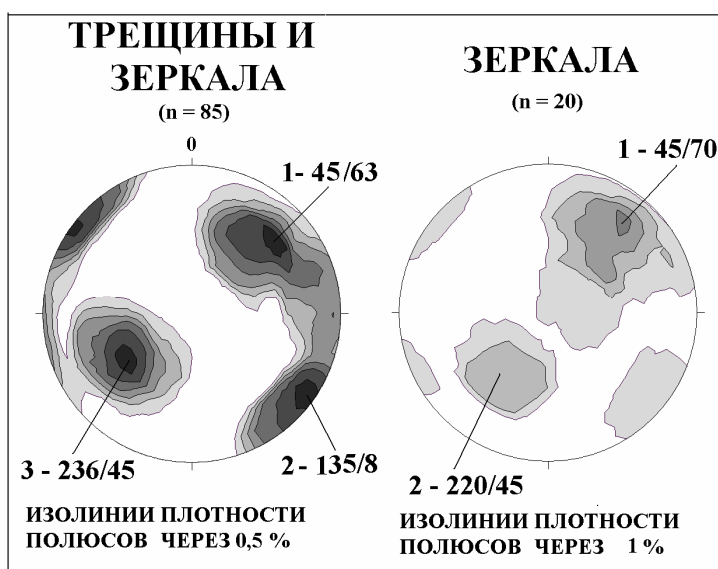 ТРЕЩИНЫ И
ЗЕРКАЛА
(n = 85)
0
1- 45/63
3 - 236/45
2- 135/8
ИЗОЛИНИИ ПЛОТНОСТИ
ПОЛЮСОВ ЧЕРЕЗ 0,5 %
ЗЕРКАЛА
(n = 20)
1 - 45/70
2 - 220/45
ИЗОЛИНИИ ПЛОТНОСТИ
ПОЛЮСОВ ЧЕРЕЗ 1 %